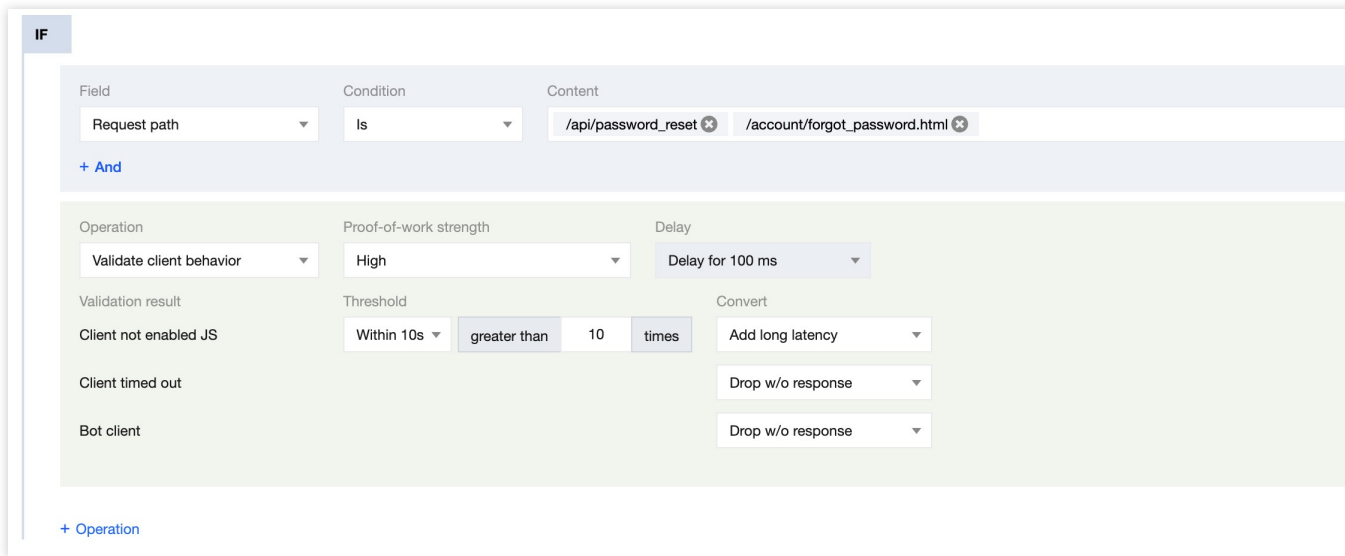 IF
Field Condition Content
Request path Is /api/password_reset /account/forgot_password.html
+ And
Operation Proof-of-work strength Delay
Validate client behavior High Delay for 100 ms
Validation result Threshold Convert
Client not enabled JS Within 10s greater than 10 times Add long latency
Client timed out Drop w/o response
Bot client Drop w/o response
+ Operation